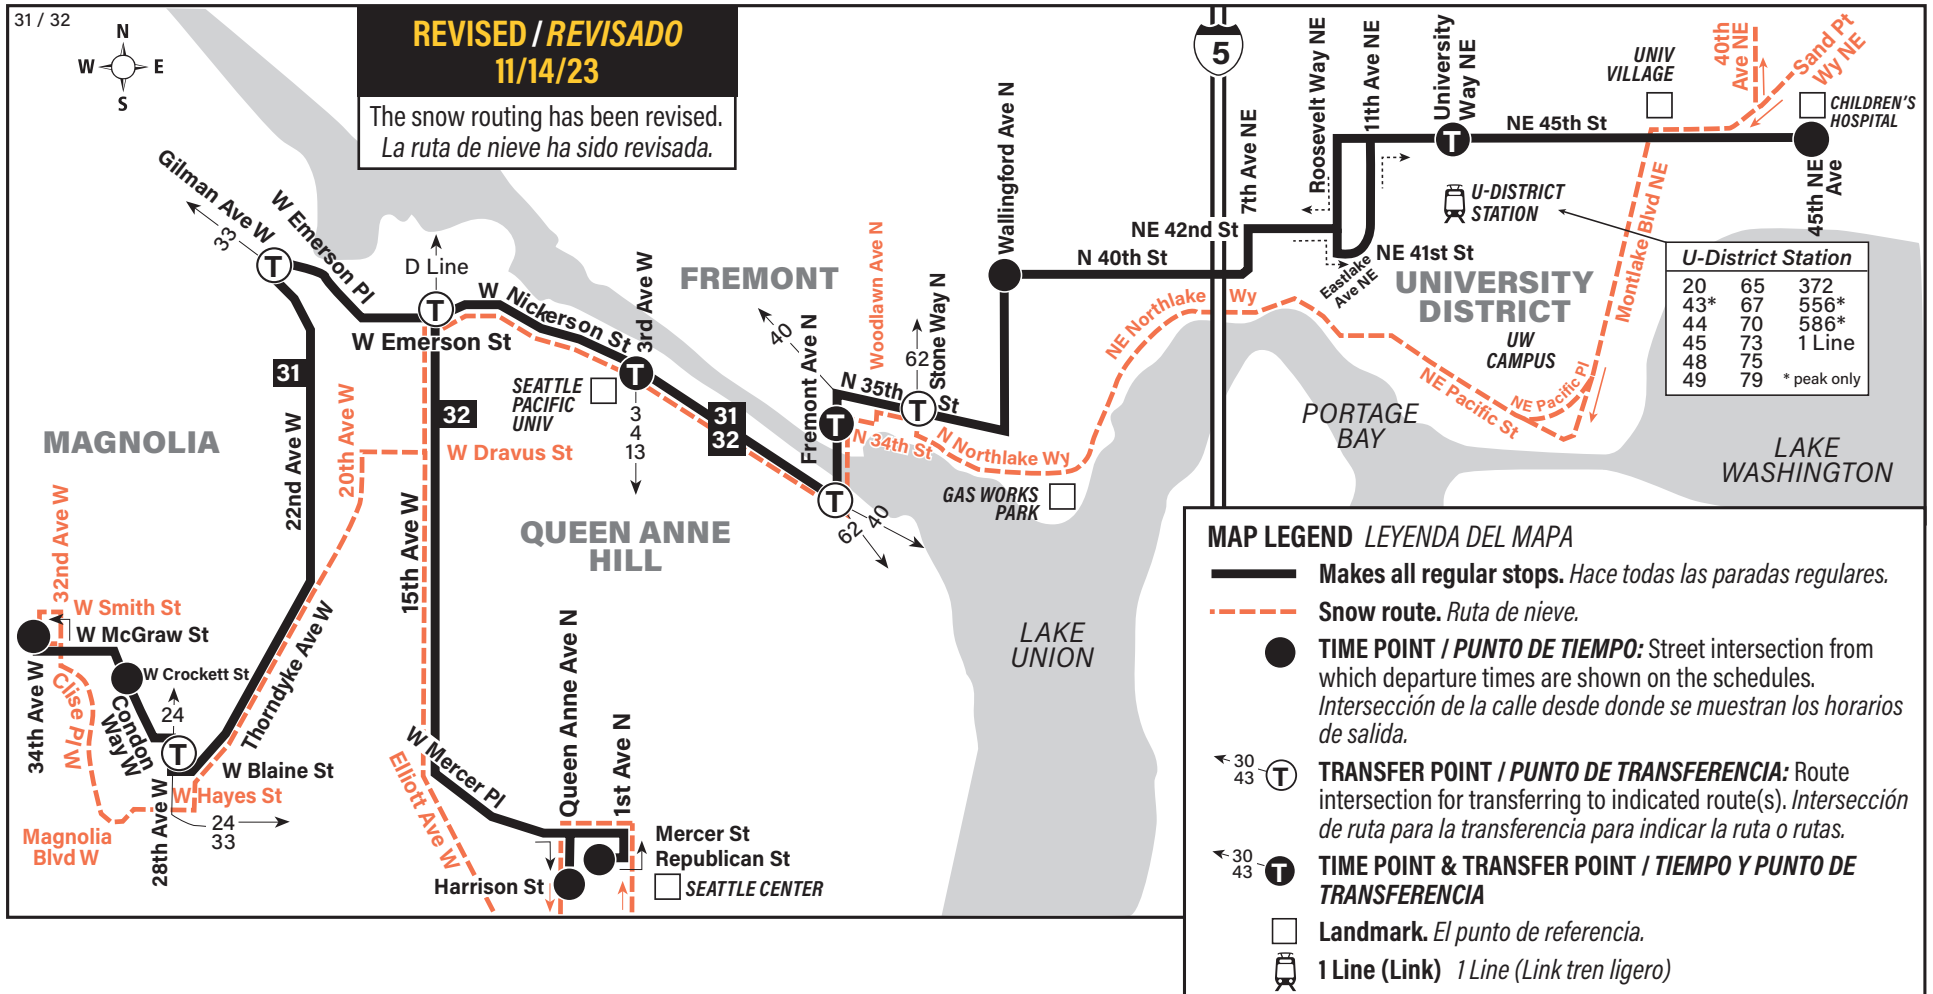 31 / 32
N
W E
S
REVISED / REVISADO
11/14/23
The snow routing has been revised.
La ruta de nieve ha sido revisada.
Gilman Ave W
33
W Emerson Pl
D Line
W Emerson St
W Nickerson St
3rd Ave W
SEATTLE
PACIFIC
UNIV
3
4
13
31
32
31
32
MAGNOLIA
22nd Ave W
20th Ave W
W Dravus St
15th Ave W
QUEEN ANNE
HILL
32nd Ave W
W Smith St
W McGraw St
W Crockett St
34th Ave W
Clise Pl W
Condon
Way W
24
Thorndyke Ave W
W Blaine St
W Hayes St
Magnolia
Blvd W
28th Ave W
24
33
W Mercer Pl
Elliott Ave W
Queen Anne Ave N
1st Ave N
Mercer St
Republican St
Harrison St
SEATTLE CENTER
FREMONT
40
Fremont Ave N
Woodlawn Ave N
62
Stone Way N
N 35th St
N 34th St
N Northlake Wy
62
40
GAS WORKS
PARK
LAKE
UNION
Wallingford Ave N
N 40th St
NE Northlake Wy
5
7th Ave NE
NE 42nd St
Roosevelt Way NE
11th Ave NE
NE 41st St
Eastlake
Ave NE
University
Way NE
NE 45th St
U-DISTRICT
STATION
UNIVERSITY
DISTRICT
UW
CAMPUS
NE Pacific St
NE Pacific Pl
Montlake Blvd NE
UNIV
VILLAGE
40th
Ave NE
Sand Pt
Wy NE
CHILDREN'S
HOSPITAL
45th Ave NE
PORTAGE
BAY
LAKE
WASHINGTON
U-District Station
20 65 372
43* 67 556*
44 70 586*
45 73 1 Line
48 75
49 79 * peak only
MAP LEGEND LEYENDA DEL MAPA
Makes all regular stops. Hace todas las paradas regulares.
Snow route. Ruta de nieve.
TIME POINT / PUNTO DE TIEMPO: Street intersection from
which departure times are shown on the schedules.
Intersección de la calle desde donde se muestran los horarios
de salida.
30
43
T
TRANSFER POINT / PUNTO DE TRANSFERENCIA: Route
intersection for transferring to indicated route(s). Intersección
de ruta para la transferencia para indicar la ruta o rutas.
30
43
T
TIME POINT & TRANSFER POINT / TIEMPO Y PUNTO DE
TRANSFERENCIA
Landmark. El punto de referencia.
1 Line (Link) 1 Line (Link tren ligero)